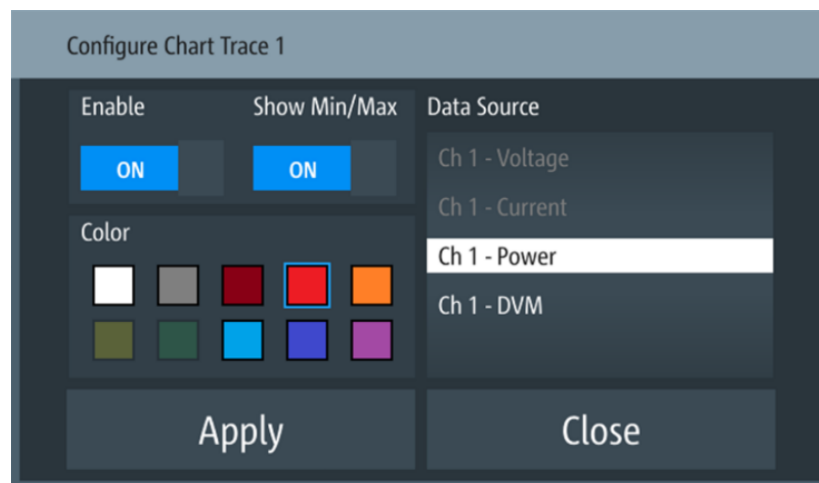 Configure Chart Trace 1
Enable
Show Min/Max
ON
ON
Color
Data Source
Ch 1 - Voltage
Ch 1 - Current
Ch 1 - Power
Ch 1 - DVM
Apply
Close